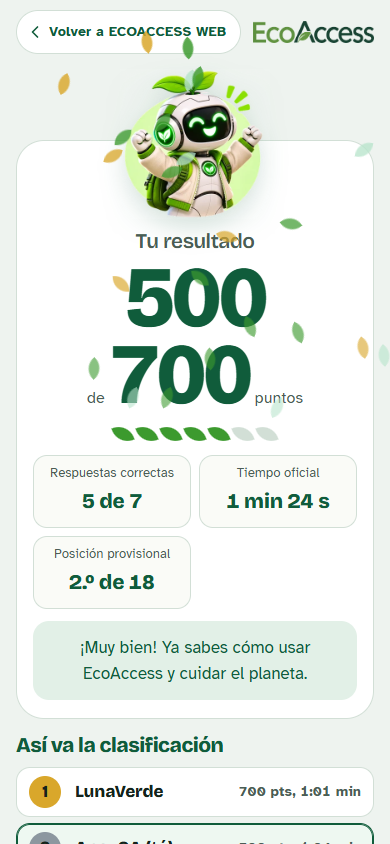 Volver a ECOACCESS WEB
EcoAccess
Tu resultado
500
de 700 puntos
Respuestas correctas
5 de 7
Tiempo oficial
1 min 24 s
Posición provisional
2.º de 18
¡Muy bien! Ya sabes cómo usar
EcoAccess y cuidar el planeta.
Así va la clasificación
1 LunaVerde 700 pts, 1:01 min